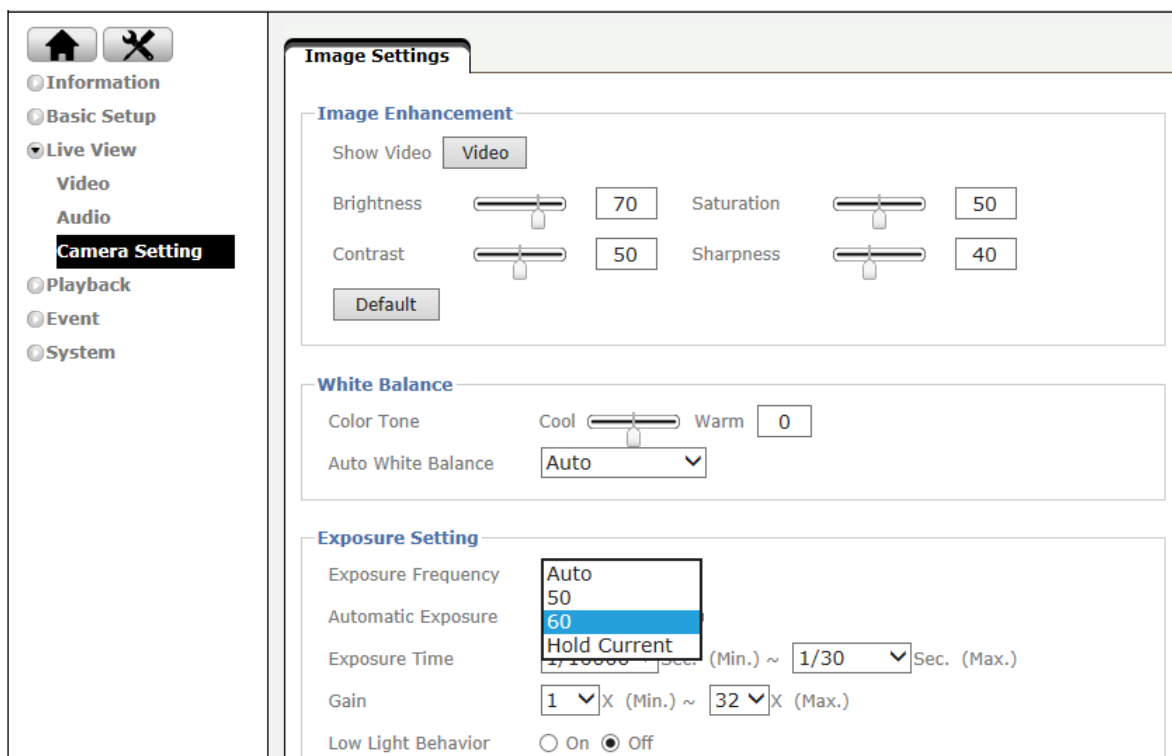 Information
Basic Setup
Live View
Video
Audio
Camera Setting
Playback
Event
System
Image Settings
Image Enhancement
Show Video Video
Brightness 70 Saturation 50
Contrast 50 Sharpness 40
Default
White Balance
Color Tone Cool Warm 0
Auto White Balance Auto
Exposure Setting
Exposure Frequency Auto
50
Automatic Exposure 60
Hold Current
Exposure Time Sec. (Min.) ~ 1/30 Sec. (Max.)
Gain 1 X (Min.) ~ 32 X (Max.)
Low Light Behavior On Off